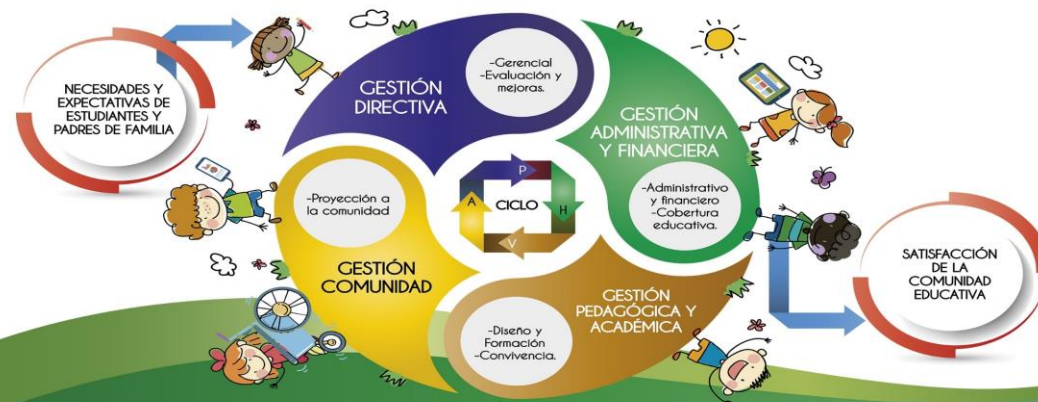 NECESIDADES Y
EXPECTATIVAS DE
ESTUDIANTES Y
PADRES DE FAMILIA
GESTIÓN
DIRECTIVA
-Gerencial
-Evaluación y
mejoras.
GESTIÓN
ADMINISTRATIVA
Y FINANCIERA
-Administrativo
y financiero
-Cobertura
educativa.
-Proyección a
la comunidad
GESTIÓN
COMUNIDAD
P
A
CICLO
H
V
GESTIÓN
PEDAGÓGICA Y
ACADÉMICA
-Diseño y
Formación
-Convivencia.
SATISFACCIÓN
DE LA
COMUNIDAD
EDUCATIVA